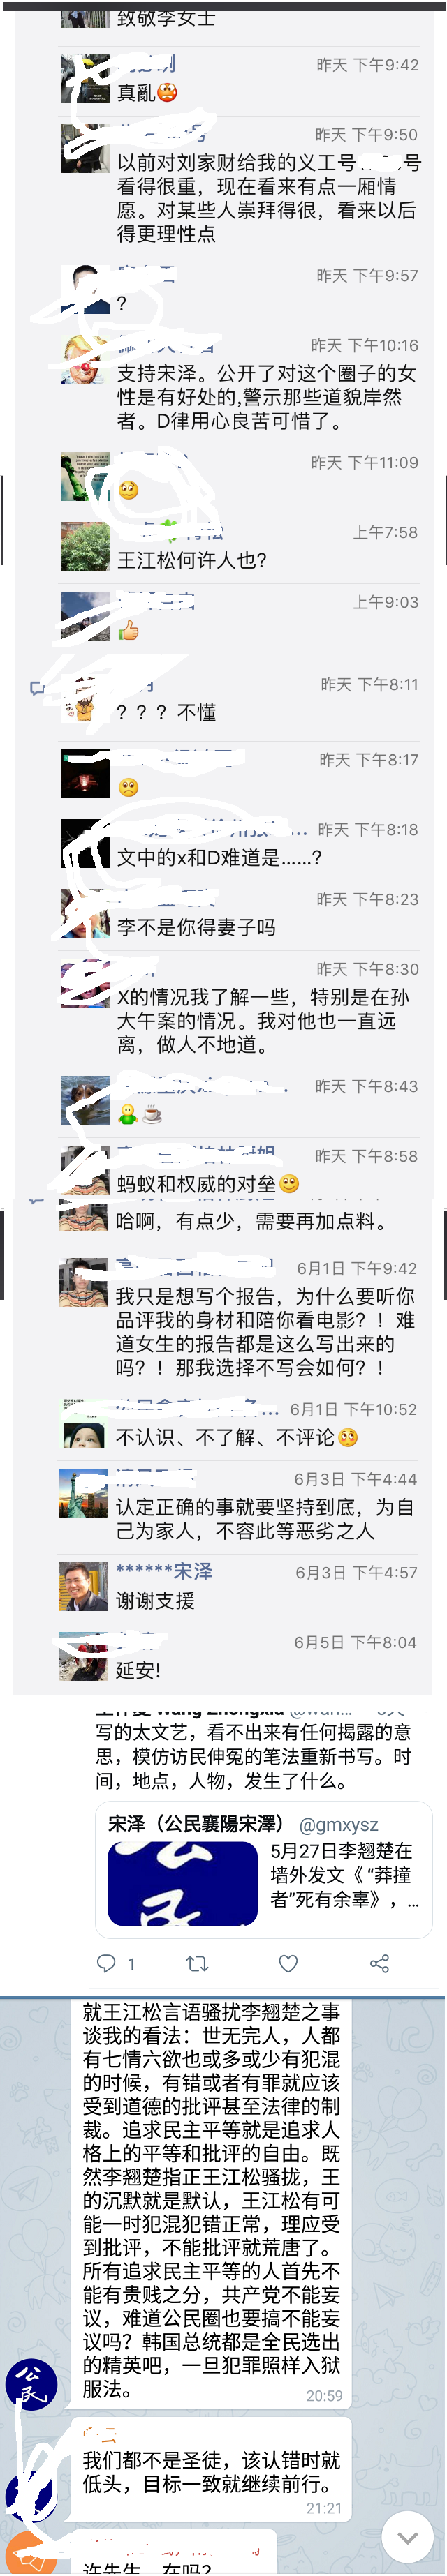 致敬李女士
昨天 下午9:42
真亂
昨天 下午9:50
以前对刘家财给我的义工号 号
看得很重，现在看来有点一厢情
愿。对某些人崇拜得很，看来以后
得更理性点
昨天 下午9:57
?
昨天 下午10:16
支持宋泽。公开了对这个圈子的女
性是有好处的,警示那些道貌岸然
者。D律用心良苦可惜了。
昨天 下午11:09
上午7:58
王江松何许人也?
上午9:03
昨天 下午8:11
？？？不懂
昨天 下午8:17
... 昨天 下午8:18
文中的x和D难道是......?
昨天 下午8:23
李不是你得妻子吗
昨天 下午8:30
X的情况我了解一些，特别是在孙
大午案的情况。我对他也一直远
离，做人不地道。
昨天 下午8:43
昨天 下午8:58
蚂蚁和权威的对垒
哈啊，有点少，需要再加点料。
6月1日 下午9:42
我只是想写个报告，为什么要听你
品评我的身材和陪你看电影？！难
道女生的报告都是这么写出来的
吗？！那我选择不写会如何？！
... 6月1日 下午10:52
不认识、不了解、不评论
6月3日 下午4:44
认定正确的事就要坚持到底，为自
己为家人，不容此等恶劣之人
******宋泽 6月3日 下午4:57
谢谢支援
6月5日 下午8:04
延安!
Wang Zhongxia
写的太文艺，看不出来有任何揭露的意
思，模仿访民伸冤的笔法重新书写。时
间，地点，人物，发生了什么。
宋泽（公民襄陽宋澤） @gmxysz
公民
5月27日李翘楚在
墙外发文《 “莽撞
者”死有余辜》，...
1
就王江松言语骚扰李翘楚之事
谈我的看法：世无完人，人都
有七情六欲也或多或少有犯混
的时候，有错或者有罪就应该
受到道德的批评甚至法律的制
裁。追求民主平等就是追求人
格上的平等和批评的自由。既
然李翘楚指正王江松骚拢，王
的沉默就是默认，王江松有可
能一时犯混犯错正常，理应受
到批评，不能批评就荒唐了。
所有追求民主平等的人首先不
能有贵贱之分，共产党不能妄
议，难道公民圈也要搞不能妄
议吗？韩国总统都是全民选出
的精英吧，一旦犯罪照样入狱
服法。
20:59
公民
我们都不是圣徒，该认错时就
低头，目标一致就继续前行。
21:21
许先生，在吗？